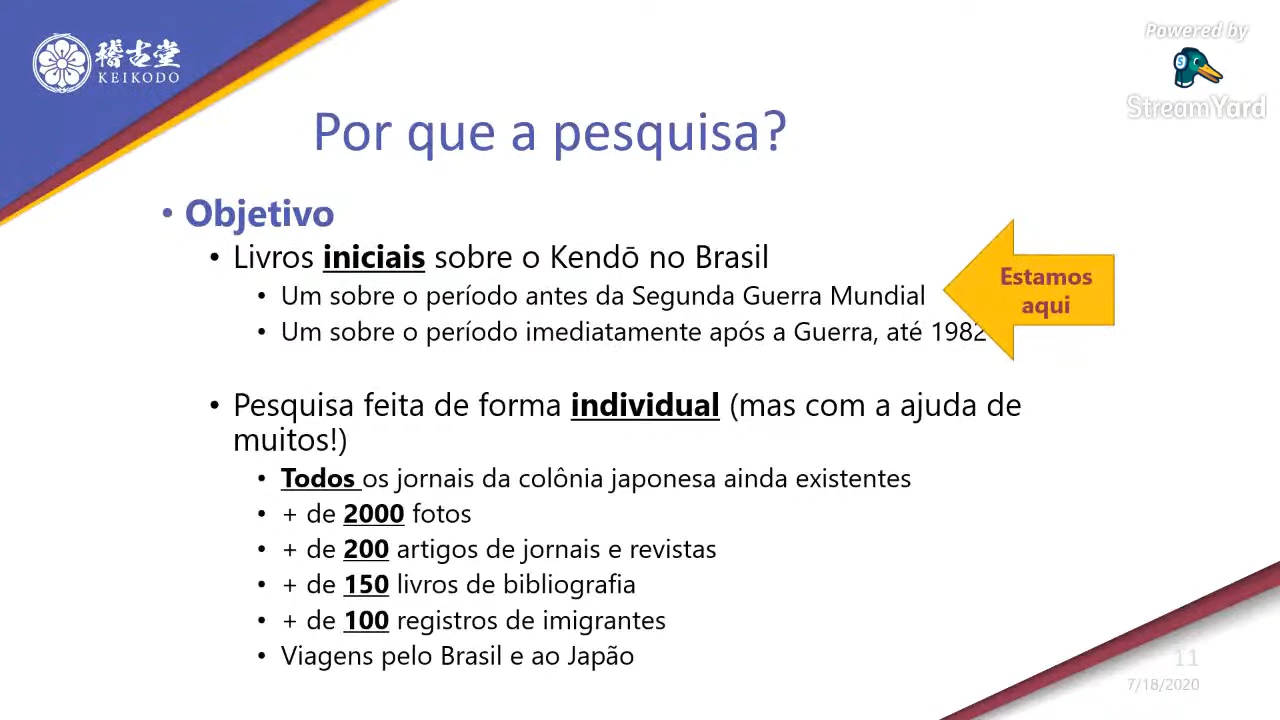 稽古堂
KEIKODO
Powered by
StreamYard
Por que a pesquisa?
• Objetivo
• Livros iniciais sobre o Kendō no Brasil
• Um sobre o período antes da Segunda Guerra Mundial
• Um sobre o período imediatamente após a Guerra, até 1982
Estamos
aqui
• Pesquisa feita de forma individual (mas com a ajuda de
muitos!)
• Todos os jornais da colônia japonesa ainda existentes
• + de 2000 fotos
• + de 200 artigos de jornais e revistas
• + de 150 livros de bibliografia
• + de 100 registros de imigrantes
• Viagens pelo Brasil e ao Japão
11
7/18/2020